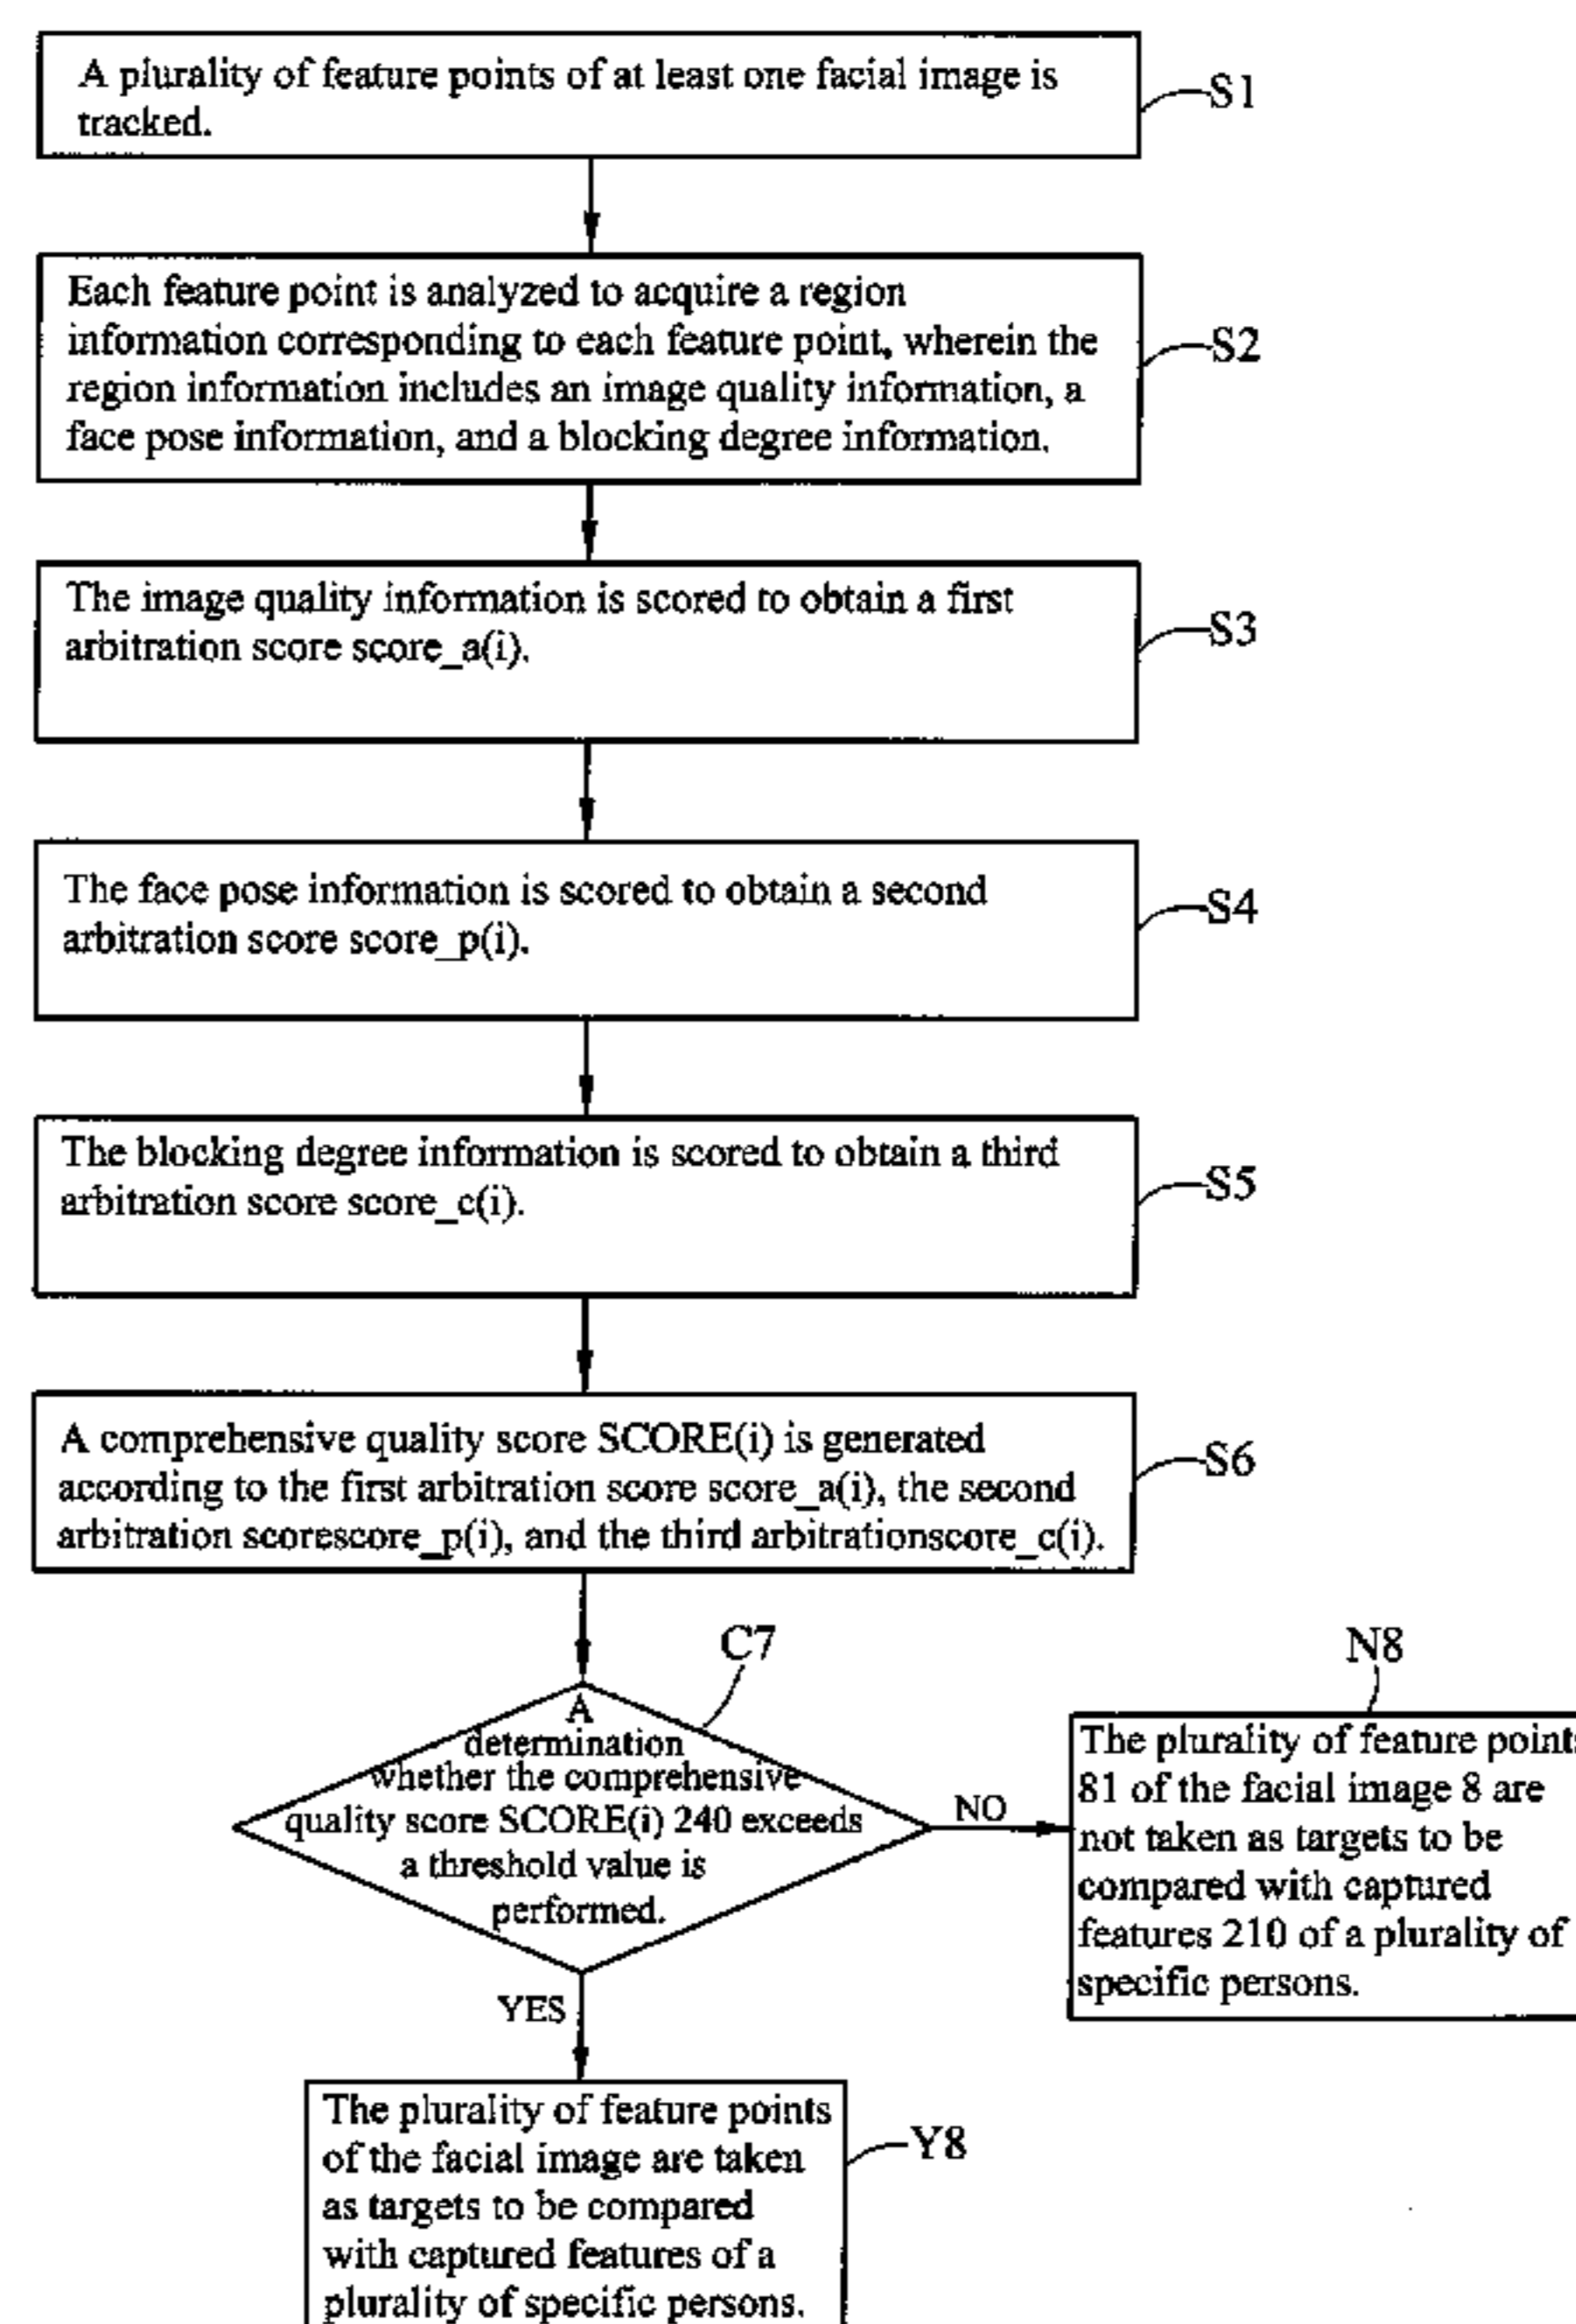 A plurality of feature points of at least one facial image is
tracked.
S1
Each feature point is analyzed to acquire a region
information corresponding to each feature point, wherein the
region information includes an image quality information, a
face pose information, and a blocking degree information.
S2
The image quality information is scored to obtain a first
arbitration score score_a(i).
S3
The face pose information is scored to obtain a second
arbitration score score_p(i).
S4
The blocking degree information is scored to obtain a third
arbitration score score_c(i).
S5
A comprehensive quality score SCORE(i) is generated
according to the first arbitration score score_a(i), the second
arbitration scorescore_p(i), and the third arbitrationscore_c(i).
S6
C7
A
determination
whether the comprehensive
quality score SCORE(i) 240 exceeds
a threshold value is
performed.
NO
N8
The plurality of feature points
81 of the facial image 8 are
not taken as targets to be
compared with captured
features 210 of a plurality of
specific persons.
YES
The plurality of feature points
of the facial image are taken
as targets to be compared
with captured features of a
plurality of specific persons.
Y8